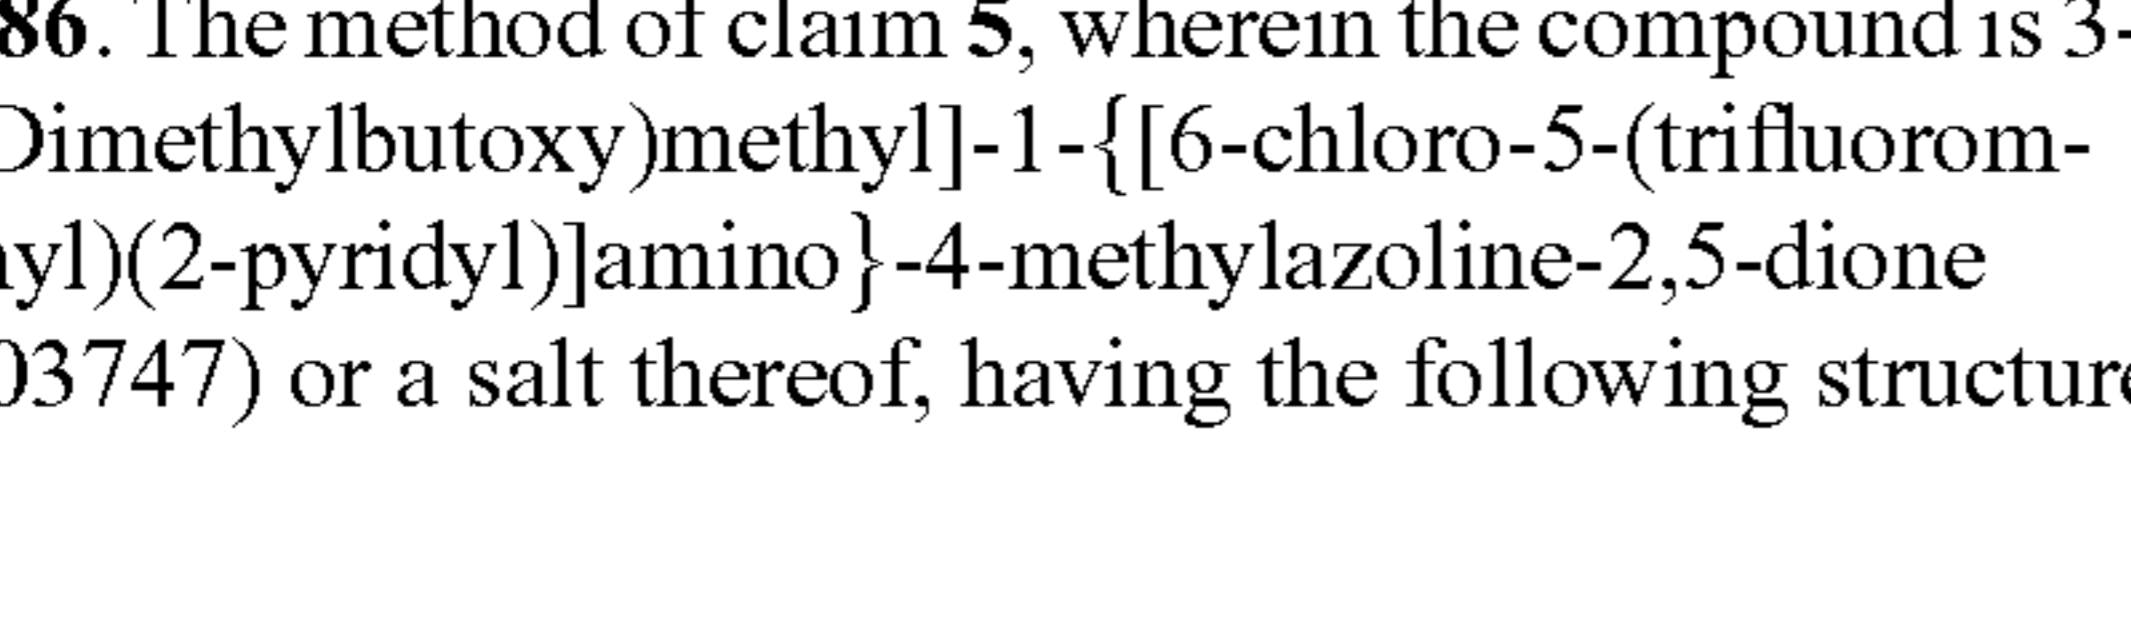 86. The method of claim 5, wherein the compound is 3-
Dimethylbutoxy)methyl]-1-{[6-chloro-5-(trifluorom-
yl)(2-pyridyl)]amino}-4-methylazoline-2,5-dione
03747) or a salt thereof, having the following structure